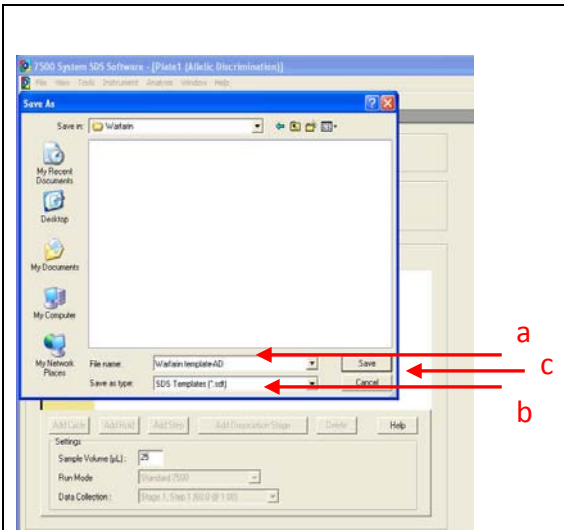 7500 System SDS Software - [Plate1 (Allelic Discrimination)]
File View Tools Instrument Analysis Window Help
Save As
Save in: Warfarin
My Recent
Documents
Desktop
My Documents
My Computer
My Network
Places
File name: Warfarin template-AD Save
Save as type: SDS Templates (*.sdt) Cancel
a
c
b
Add Cycle Add Hold Add Step Add Dissociation Stage Delete Help
Settings
Sample Volume (µL) : 25
Run Mode Standard 7500
Data Collection : Stage 1, Step 1 (60.0 @ 1:00)